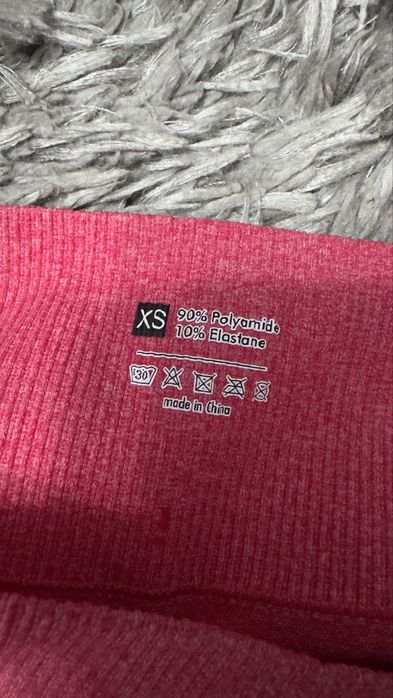 XS
90% Polyamide
10% Elastane
30
made in China